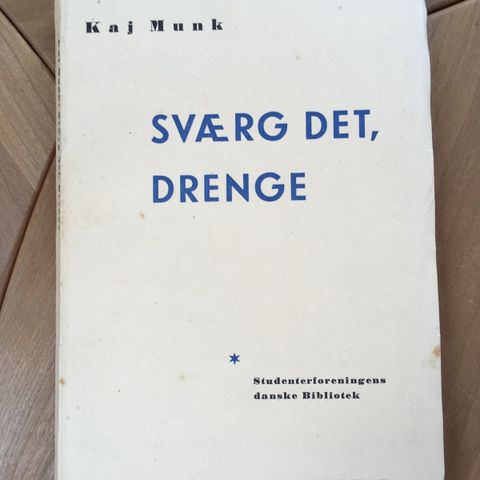 Kaj Munk
SVÆRG DET,
DRENGE
Studenterforeningens
danske Bibliotek